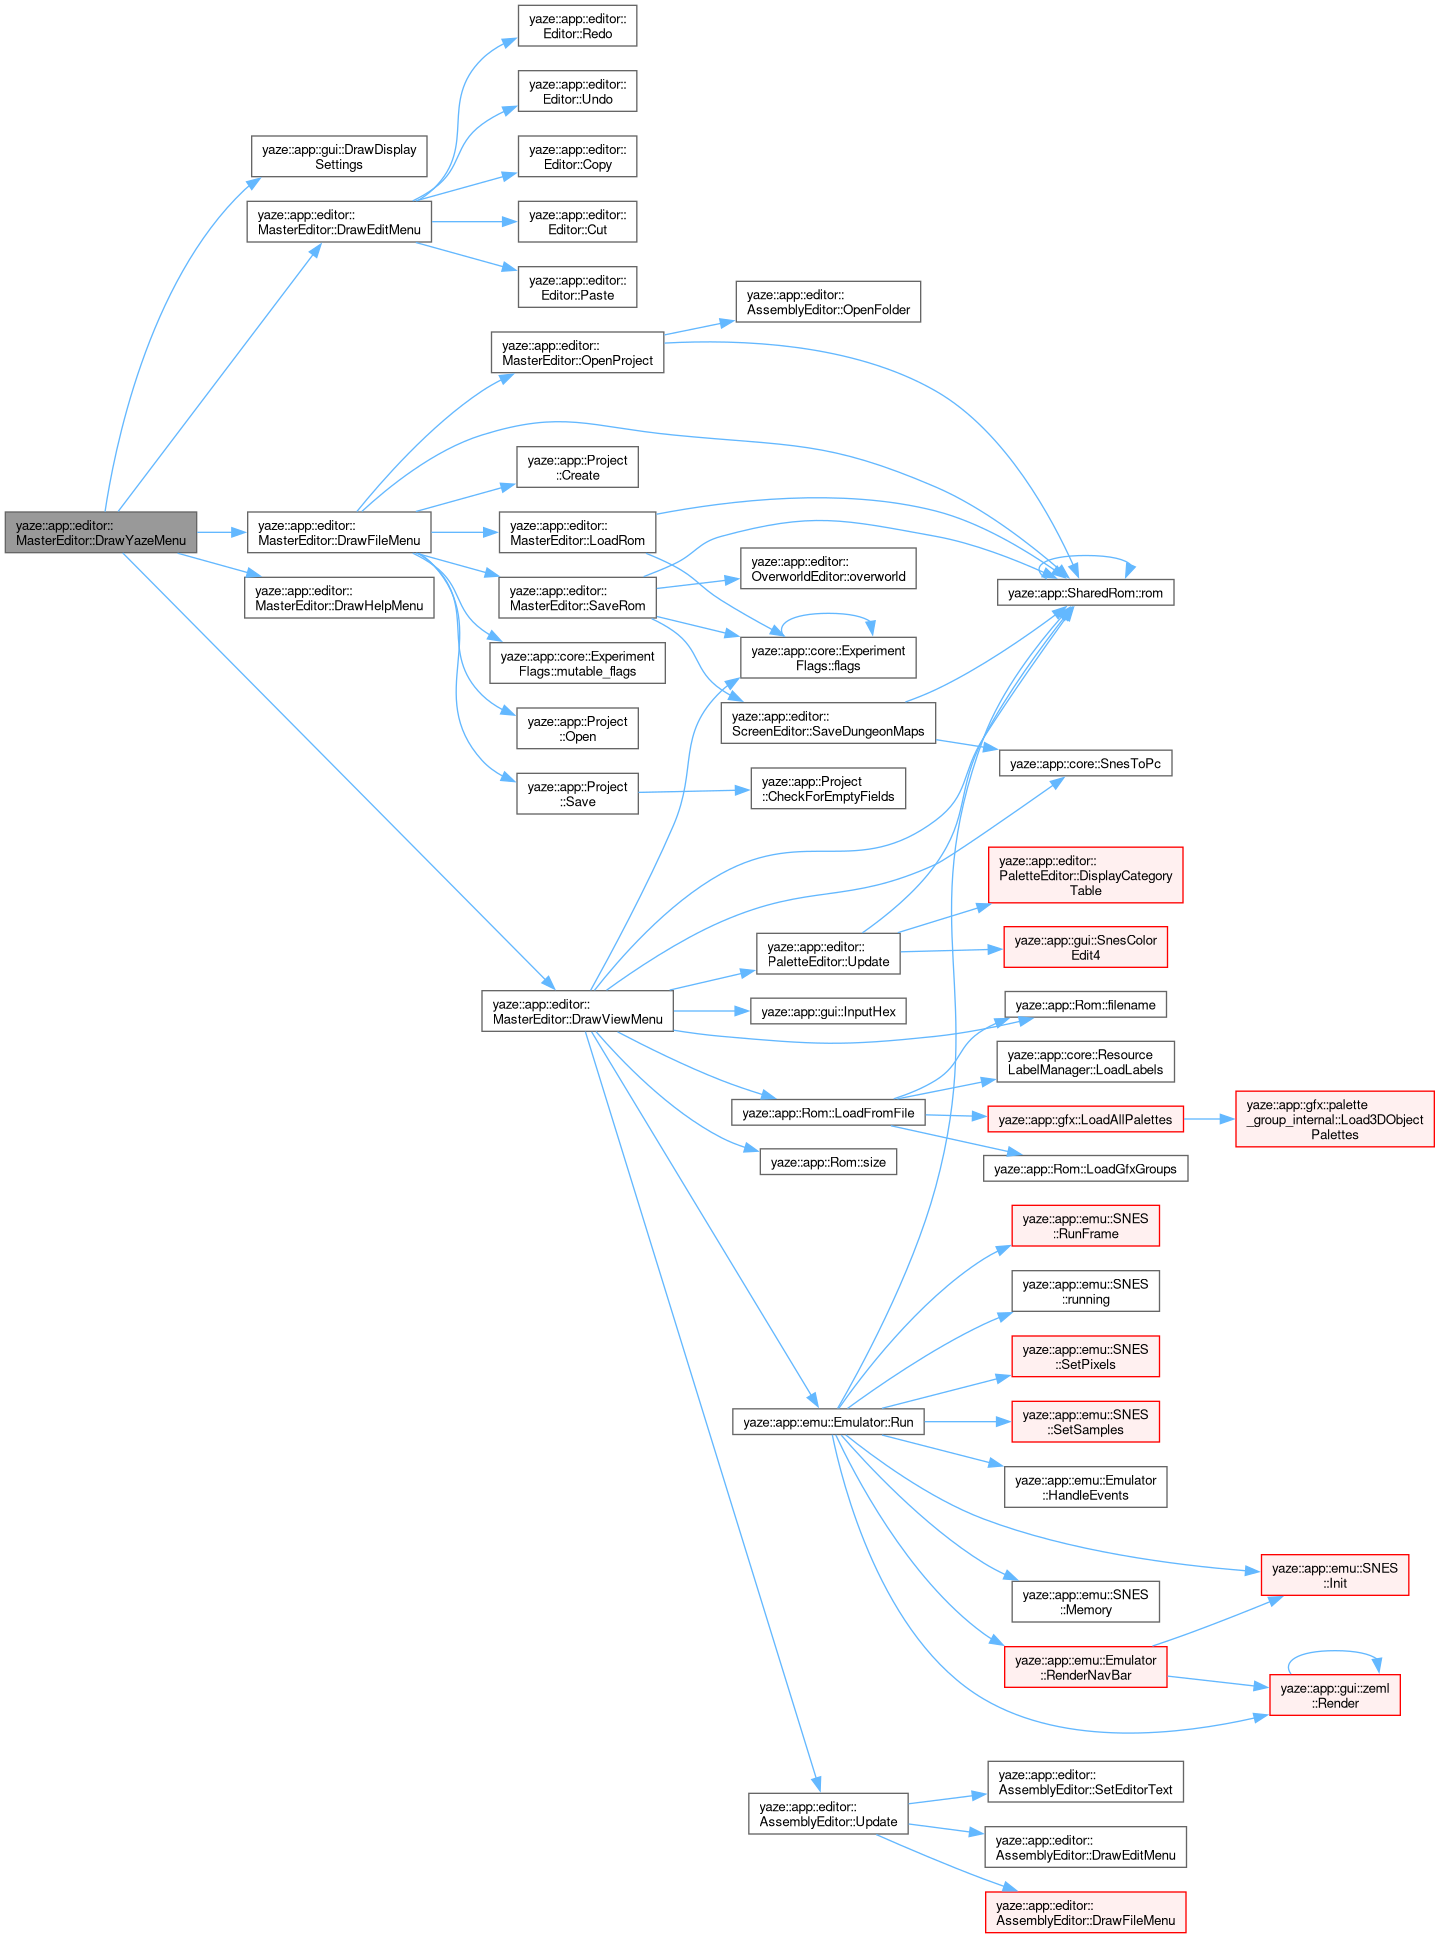 yaze::app::editor::
Editor::Redo
yaze::app::editor::
Editor::Undo
yaze::app::gui::DrawDisplay
Settings
yaze::app::editor::
Editor::Copy
yaze::app::editor::
MasterEditor::DrawEditMenu
yaze::app::editor::
Editor::Cut
yaze::app::editor::
Editor::Paste
yaze::app::editor::
AssemblyEditor::OpenFolder
yaze::app::editor::
MasterEditor::OpenProject
yaze::app::Project
::Create
yaze::app::editor::
MasterEditor::DrawYazeMenu
yaze::app::editor::
MasterEditor::DrawFileMenu
yaze::app::editor::
MasterEditor::LoadRom
yaze::app::editor::
OverworldEditor::overworld
yaze::app::editor::
MasterEditor::DrawHelpMenu
yaze::app::editor::
MasterEditor::SaveRom
yaze::app::SharedRom::rom
yaze::app::core::Experiment
Flags::mutable_flags
yaze::app::core::Experiment
Flags::flags
yaze::app::Project
::Open
yaze::app::editor::
ScreenEditor::SaveDungeonMaps
yaze::app::core::SnesToPc
yaze::app::Project
::Save
yaze::app::Project
::CheckForEmptyFields
yaze::app::editor::
PaletteEditor::DisplayCategory
Table
yaze::app::editor::
PaletteEditor::Update
yaze::app::gui::SnesColor
Edit4
yaze::app::editor::
MasterEditor::DrawViewMenu
yaze::app::gui::InputHex
yaze::app::Rom::filename
yaze::app::core::Resource
LabelManager::LoadLabels
yaze::app::Rom::LoadFromFile
yaze::app::gfx::LoadAllPalettes
yaze::app::gfx::palette
_group_internal::Load3DObject
Palettes
yaze::app::Rom::size
yaze::app::Rom::LoadGfxGroups
yaze::app::emu::SNES
::RunFrame
yaze::app::emu::SNES
::running
yaze::app::emu::SNES
::SetPixels
yaze::app::emu::Emulator::Run
yaze::app::emu::SNES
::SetSamples
yaze::app::emu::Emulator
::HandleEvents
yaze::app::emu::SNES
::Init
yaze::app::emu::SNES
::Memory
yaze::app::emu::Emulator
::RenderNavBar
yaze::app::gui::zeml
::Render
yaze::app::editor::
AssemblyEditor::SetEditorText
yaze::app::editor::
AssemblyEditor::Update
yaze::app::editor::
AssemblyEditor::DrawEditMenu
yaze::app::editor::
AssemblyEditor::DrawFileMenu